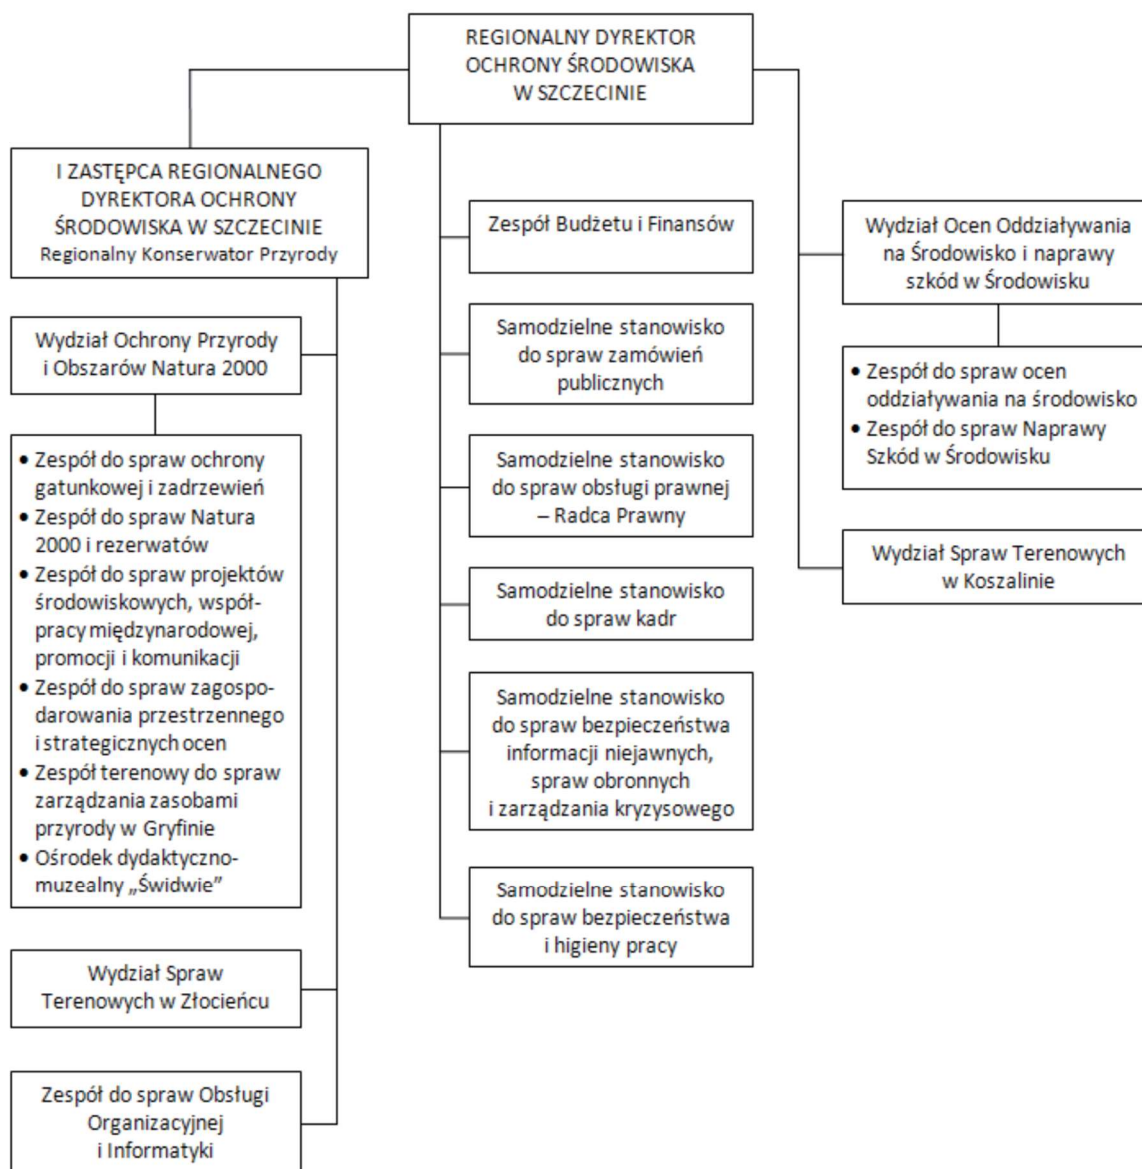 REGIONALNY DYREKTOR
OCHRONY ŚRODOWISKA
W SZCZECINIE
I ZASTĘPCA REGIONALNEGO
DYREKTORA OCHRONY
ŚRODOWISKA W SZCZECINIE
Regionalny Konserwator Przyrody
Wydział Ochrony Przyrody
i Obszarów Natura 2000
• Zespół do spraw ochrony
gatunkowej i zadrzewień
• Zespół do spraw Natura
2000 i rezerwatów
• Zespół do spraw projektów
środowiskowych, współ-
pracy międzynarodowej,
promocji i komunikacji
• Zespół do spraw zagospo-
darowania przestrzennego
i strategicznych ocen
• Zespół terenowy do spraw
zarządzania zasobami
przyrody w Gryfinie
• Ośrodek dydaktyczno-
muzealny „Świdwie”
Wydział Spraw
Terenowych w Złocieńcu
Zespół do spraw Obsługi
Organizacyjnej
i Informatyki
Zespół Budżetu i Finansów
Samodzielne stanowisko
do spraw zamówień
publicznych
Samodzielne stanowisko
do spraw obsługi prawnej
– Radca Prawny
Samodzielne stanowisko
do spraw kadr
Samodzielne stanowisko
do spraw bezpieczeństwa
informacji niejawnych,
spraw obronnych
i zarządzania kryzysowego
Samodzielne stanowisko
do spraw bezpieczeństwa
i higieny pracy
Wydział Ocen Oddziaływania
na Środowisko i naprawy
szkód w Środowisku
• Zespół do spraw ocen
oddziaływania na środowisko
• Zespół do spraw Naprawy
Szkód w Środowisku
Wydział Spraw Terenowych
w Koszalinie